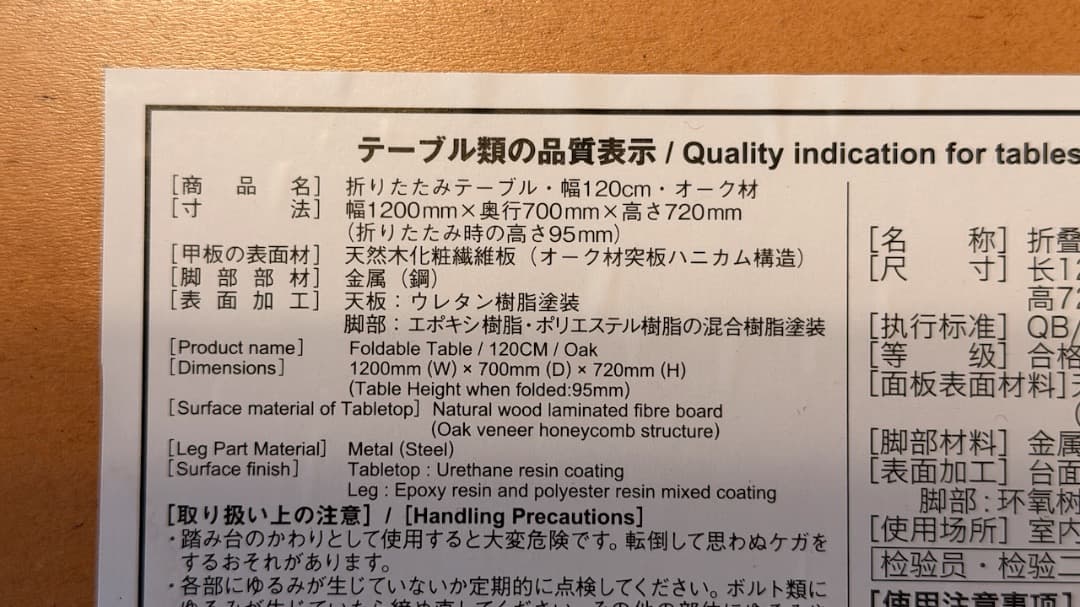 テーブル類の品質表示 / Quality indication for tables
[商 品 名] 折りたたみテーブル・幅120cm・オーク材
[寸 法] 幅1200mm×奥行700mm×高さ720mm
(折りたたみ時の高さ95mm)
[甲板の表面材] 天然木化粧繊維板(オーク材突板ハニカム構造)
[脚 部 部 材] 金属(鋼)
[表 面 加 工] 天板:ウレタン樹脂塗装
脚部:エポキシ樹脂・ポリエステル樹脂の混合樹脂塗装
[Product name] Foldable Table / 120CM / Oak
[Dimensions] 1200mm (W) × 700mm (D) × 720mm (H)
(Table Height when folded:95mm)
[Surface material of Tabletop] Natural wood laminated fibre board
(Oak veneer honeycomb structure)
[Leg Part Material] Metal (Steel)
[Surface finish] Tabletop : Urethane resin coating
Leg : Epoxy resin and polyester resin mixed coating
[取り扱い上の注意] / [Handling Precautions]
・踏み台のかわりとして使用すると大変危険です。転倒して思わぬケガを
するおそれがあります。
・各部にゆるみが生じていないか定期的に点検してください。ボルト類に
[名 称] 折叠
[尺 寸] 长12
高72
[执行标准] QB/
[等 级] 合格
[面板表面材料]
[脚部材料] 金属
[表面加工] 台面
脚部:环氧树
[使用场所] 室内
检验员・检验二
[使用注意事项]